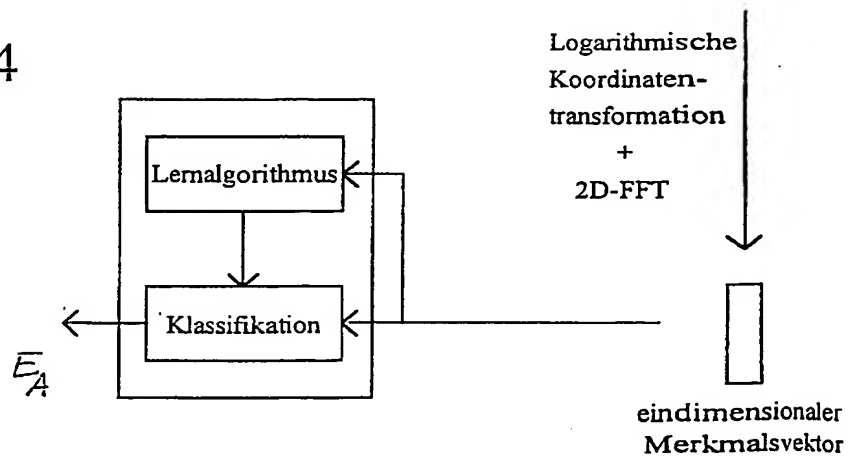 4
Logarithmische
Koordinaten-
transformation
+
2D-FFT
Lernalgorithmus
Klassifikation
E_A
eindimensionaler
Merkmalsvektor